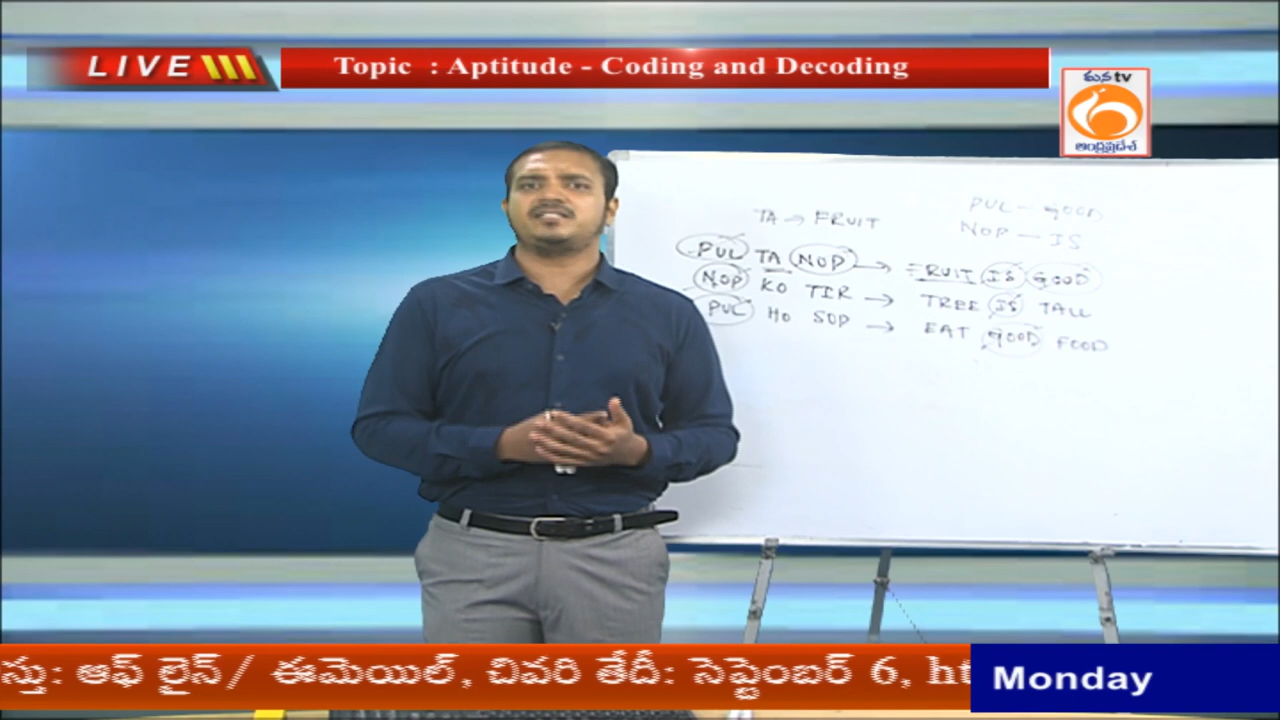 LIVE
Topic : Aptitude - Coding and Decoding
మన tv
ఆంధ్రప్రదేశ్
TA → FRUIT
PUL - GOOD
NOP - IS
PUL TA NOP → FRUIT IS GOOD
NOP KO TIR → TREE IS TALL
PUL HO SOP → EAT GOOD FOOD
స్తు: ఆఫ్ లైన్/ ఈమెయిల్, చివరి తేదీ: సెప్టెంబర్ 6, ht
Monday